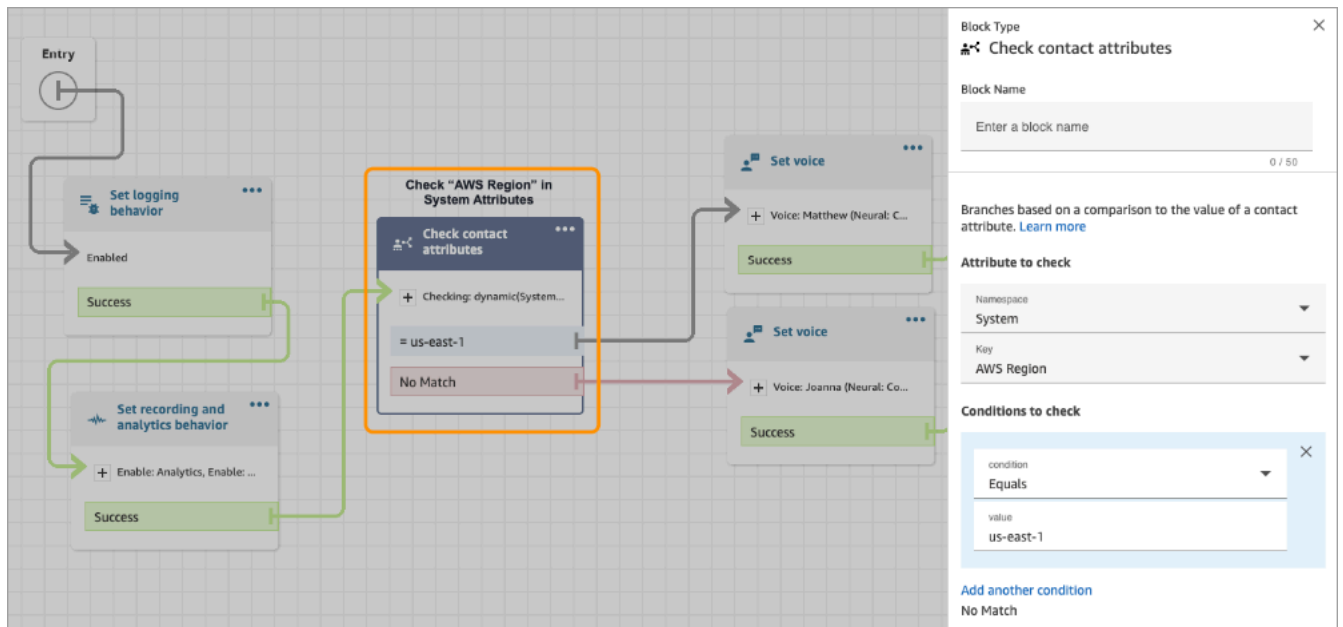 Entry
Set logging
behavior
Enabled
Success
Set recording and
analytics behavior
Enable: Analytics, Enable: ...
Success
Check “AWS Region” in
System Attributes
Check contact
attributes
Checking: dynamic(System...
= us-east-1
No Match
Set voice
Voice: Matthew (Neural: C...
Success
Set voice
Voice: Joanna (Neural: Co...
Success
Block Type
Check contact attributes
Block Name
Enter a block name
0 / 50
Branches based on a comparison to the value of a contact
attribute. Learn more
Attribute to check
Namespace
System
Key
AWS Region
Conditions to check
condition
Equals
value
us-east-1
Add another condition
No Match